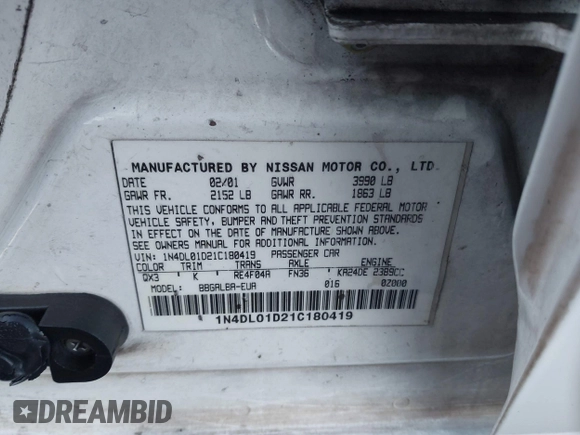 MANUFACTURED BY NISSAN MOTOR CO., LTD.
DATE 02/01 GVWR 3990 LB
GAWR FR. 2152 LB GAWR RR. 1863 LB
THIS VEHICLE CONFORMS TO ALL APPLICABLE FEDERAL MOTOR
VEHICLE SAFETY, BUMPER AND THEFT PREVENTION STANDARDS
IN EFFECT ON THE DATE OF MANUFACTURE SHOWN ABOVE.
SEE OWNERS MANUAL FOR ADDITIONAL INFORMATION.
VIN: 1N4DL01D21C180419 PASSENGER CAR
COLOR TRIM TRANS AXLE ENGINE
QX3 K RE4F04A FN36 KA24DE 2389CC
MODEL: BBGALBA-EUA 016 0Z000
1N4DL01D21C180419
DREAMBID